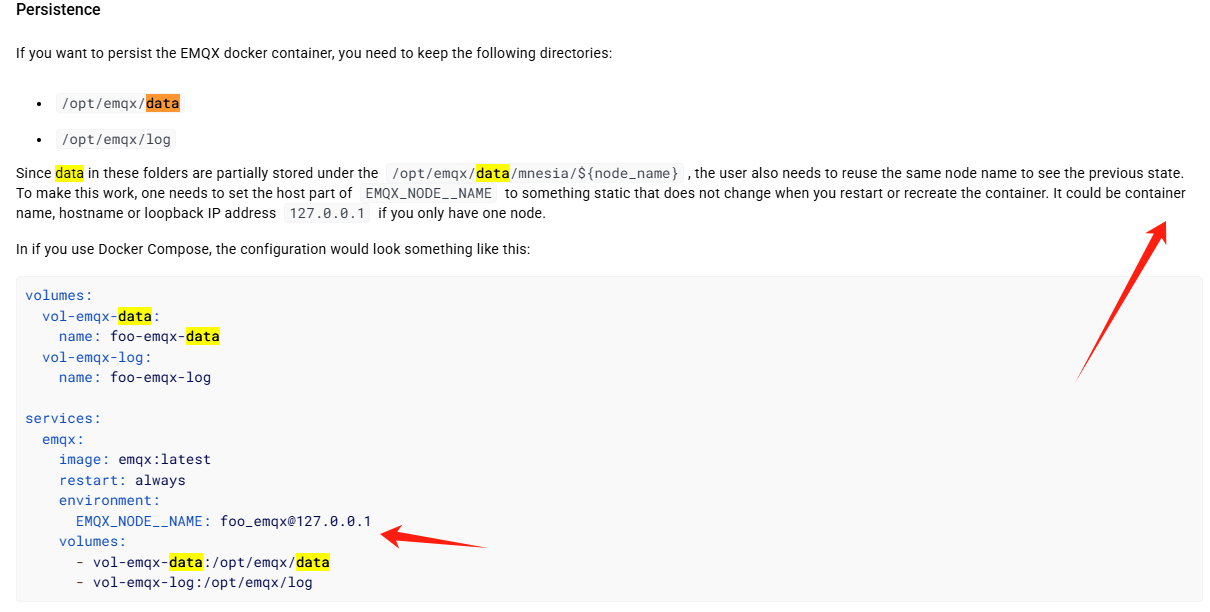 Persistence
If you want to persist the EMQX docker container, you need to keep the following directories:
• /opt/emqx/data
• /opt/emqx/log
Since data in these folders are partially stored under the /opt/emqx/data/mnesia/${node_name} , the user also needs to reuse the same node name to see the previous state.
To make this work, one needs to set the host part of EMQX_NODE__NAME to something static that does not change when you restart or recreate the container. It could be container
name, hostname or loopback IP address 127.0.0.1 if you only have one node.
In if you use Docker Compose, the configuration would look something like this:
volumes:
  vol-emqx-data:
    name: foo-emqx-data
  vol-emqx-log:
    name: foo-emqx-log
services:
  emqx:
    image: emqx:latest
    restart: always
    environment:
      EMQX_NODE__NAME: foo_emqx@127.0.0.1
    volumes:
      - vol-emqx-data:/opt/emqx/data
      - vol-emqx-log:/opt/emqx/log